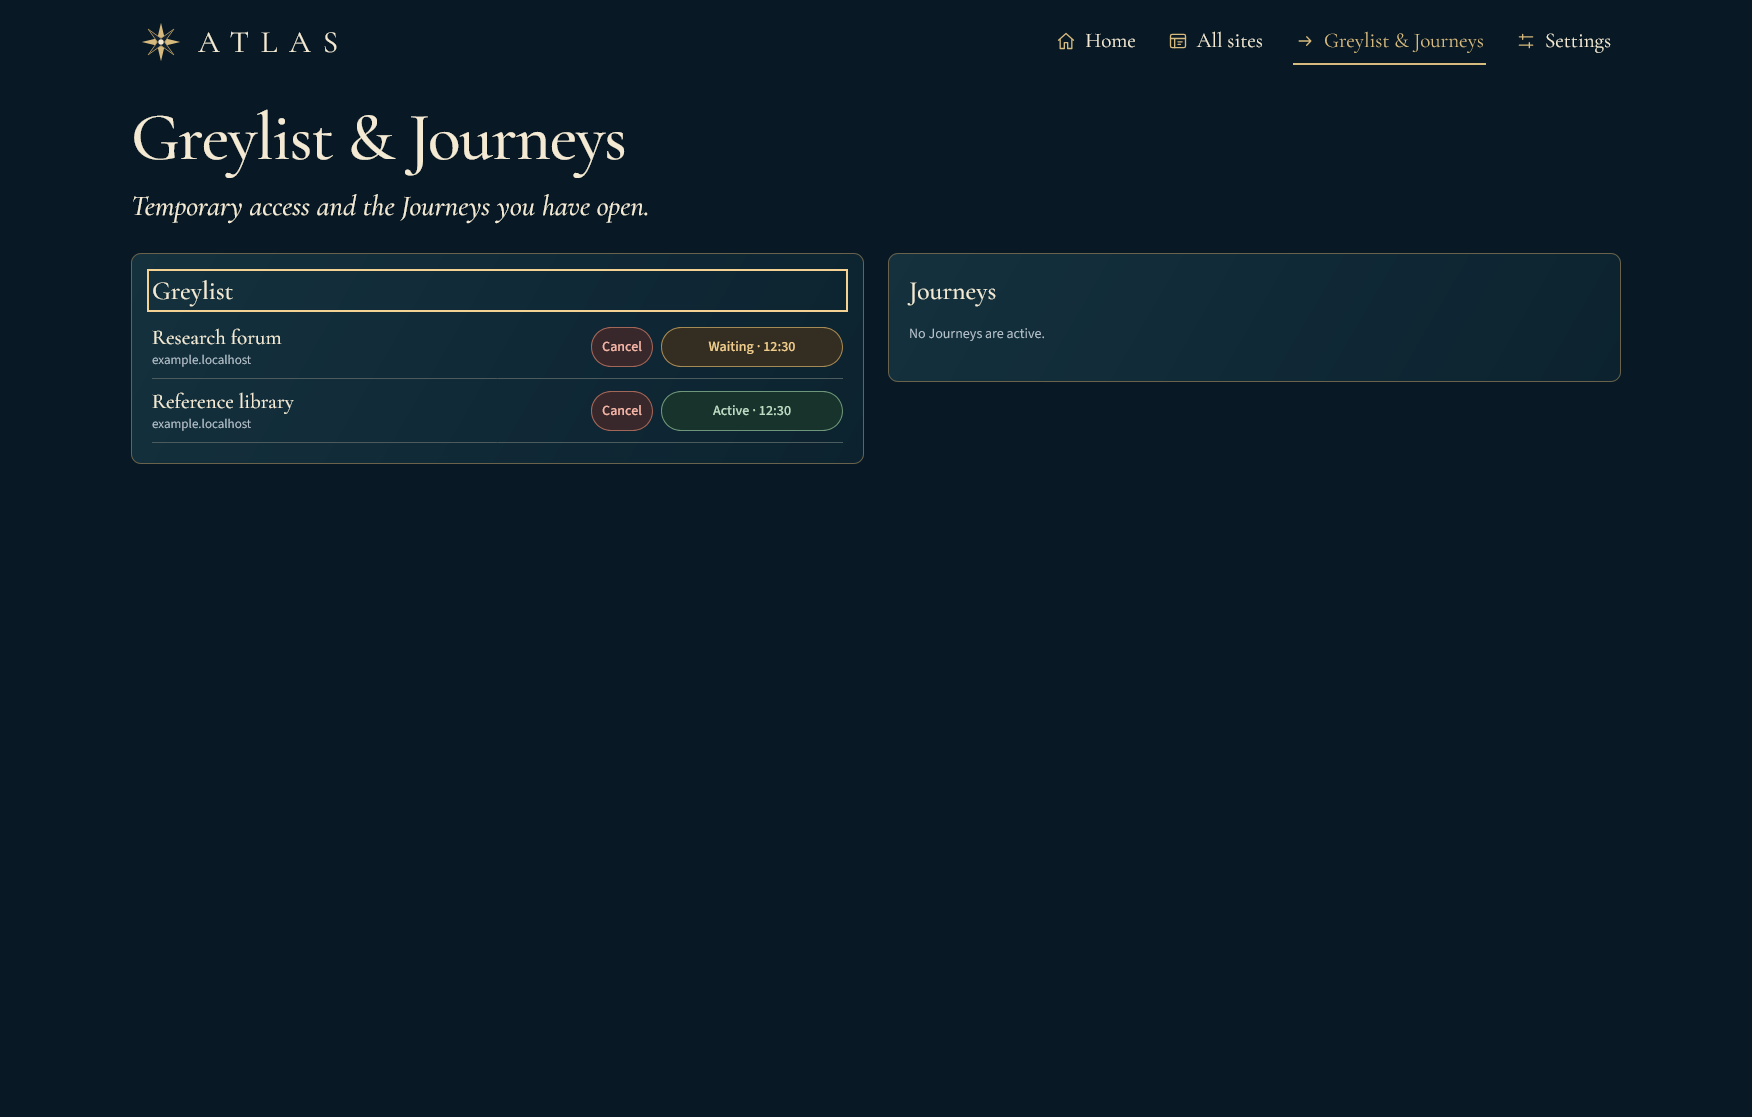 ATLAS
Home
All sites
Greylist & Journeys
Settings
Greylist & Journeys
Temporary access and the Journeys you have open.
Greylist
Research forum
example.localhost
Cancel
Waiting · 12:30
Reference library
example.localhost
Cancel
Active · 12:30
Journeys
No Journeys are active.